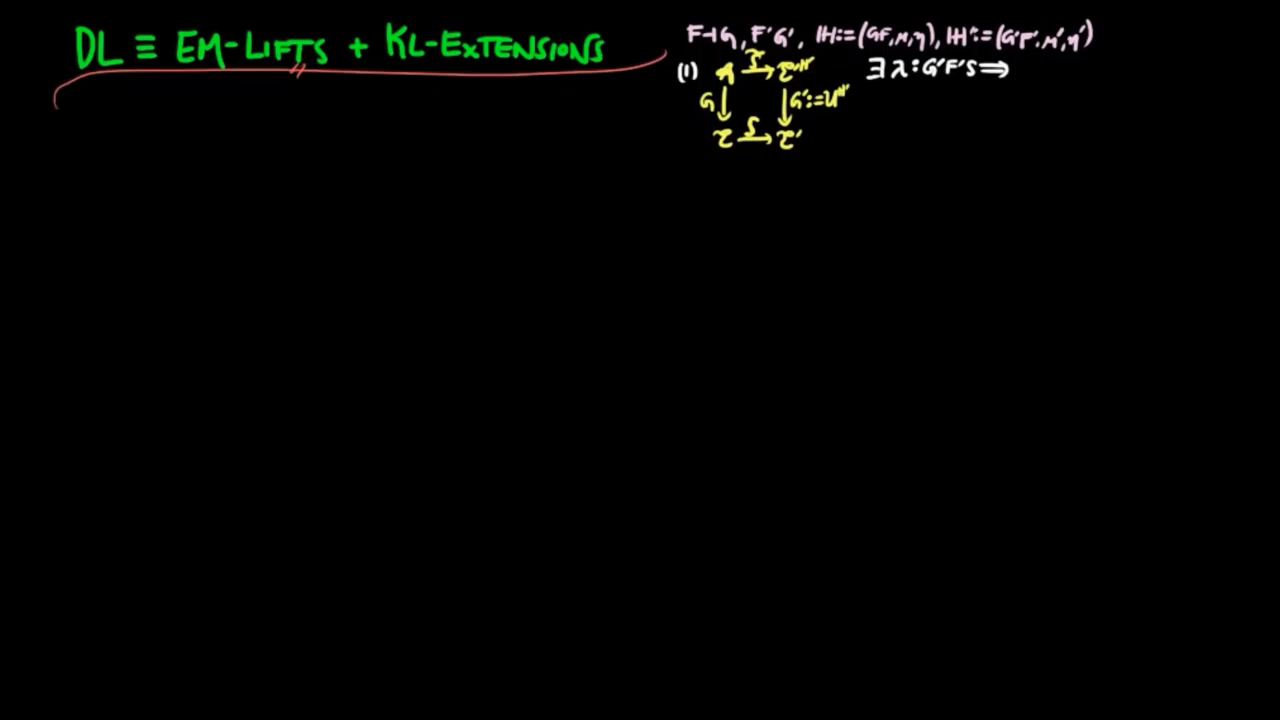 DL ≡ EM-LIFTS + KL-EXTENSIONS
F⊣G, F'G', ℍ:=(GF,μ,η), ℍ':=(G'F',μ',η')
(1) ∃ λ:G'F'S⟹
G G':=U^ℍ'
S